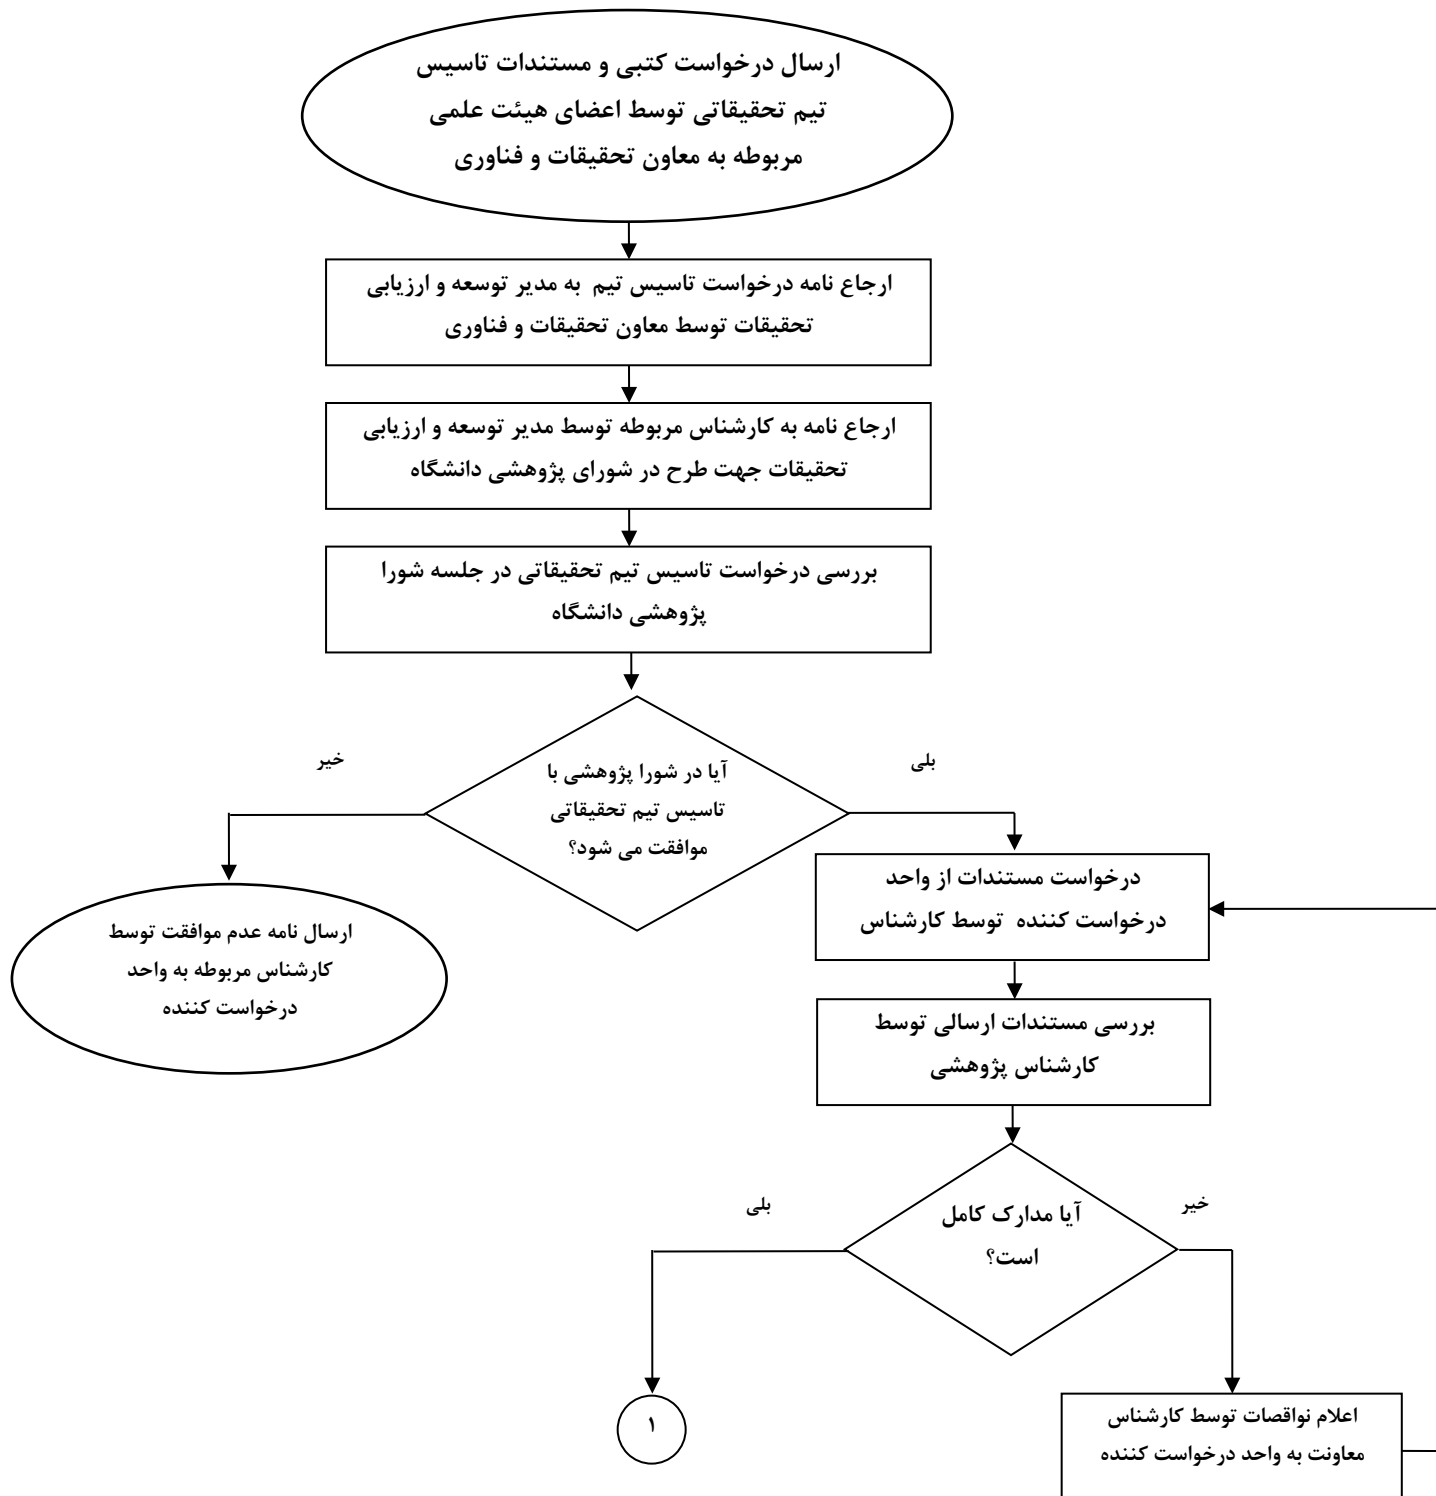 ارسال درخواست کتبی و مستندات تاسیس
تیم تحقیقاتی توسط اعضای هیئت علمی
مربوطه به معاون تحقیقات و فناوری
ارجاع نامه درخواست تاسیس تیم به مدیر توسعه و ارزیابی
تحقیقات توسط معاون تحقیقات و فناوری
ارجاع نامه به کارشناس مربوطه توسط مدیر توسعه و ارزیابی
تحقیقات جهت طرح در شورای پژوهشی دانشگاه
بررسی درخواست تاسیس تیم تحقیقاتی در جلسه شورا
پژوهشی دانشگاه
آیا در شورا پژوهشی با
تاسیس تیم تحقیقاتی
موافقت می شود؟
بلی
خیر
درخواست مستندات از واحد
درخواست کننده توسط کارشناس
ارسال نامه عدم موافقت توسط
کارشناس مربوطه به واحد
درخواست کننده
بررسی مستندات ارسالی توسط
کارشناس پژوهشی
آیا مدارک کامل
است؟
خیر
بلی
اعلام نواقصات توسط کارشناس
معاونت به واحد درخواست کننده
۱